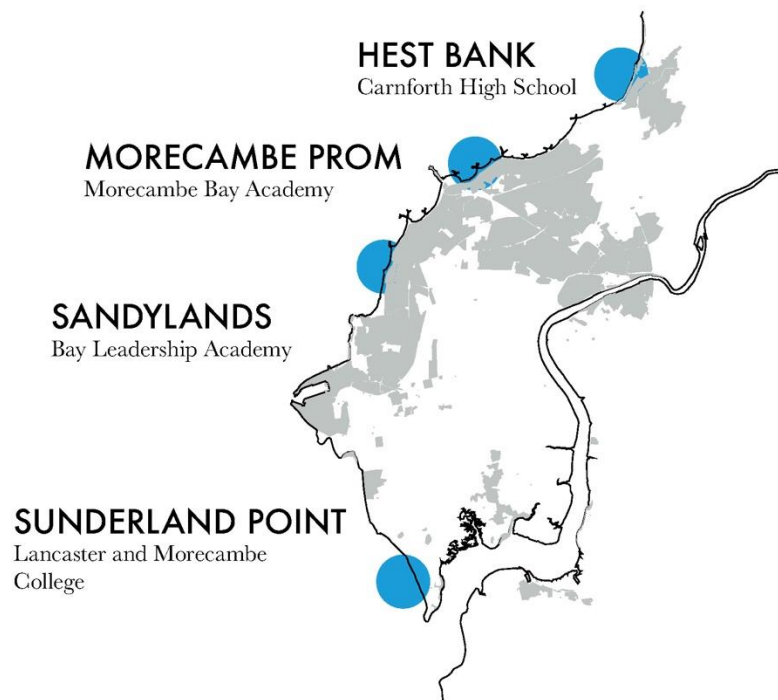 HEST BANK
Carnforth High School
MORECAMBE PROM
Morecambe Bay Academy
SANDYLANDS
Bay Leadership Academy
SUNDERLAND POINT
Lancaster and Morecambe
College